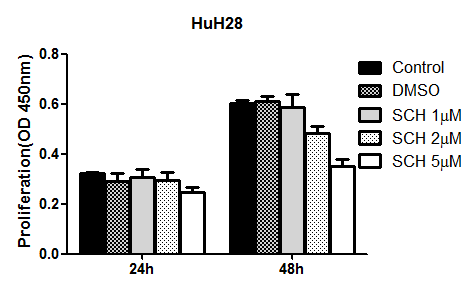 HuH28
Proliferation(OD 450nm)
0.8
0.6
0.4
0.2
0.0
24h
48h
Control
DMSO
SCH 1μM
SCH 2μM
SCH 5μM